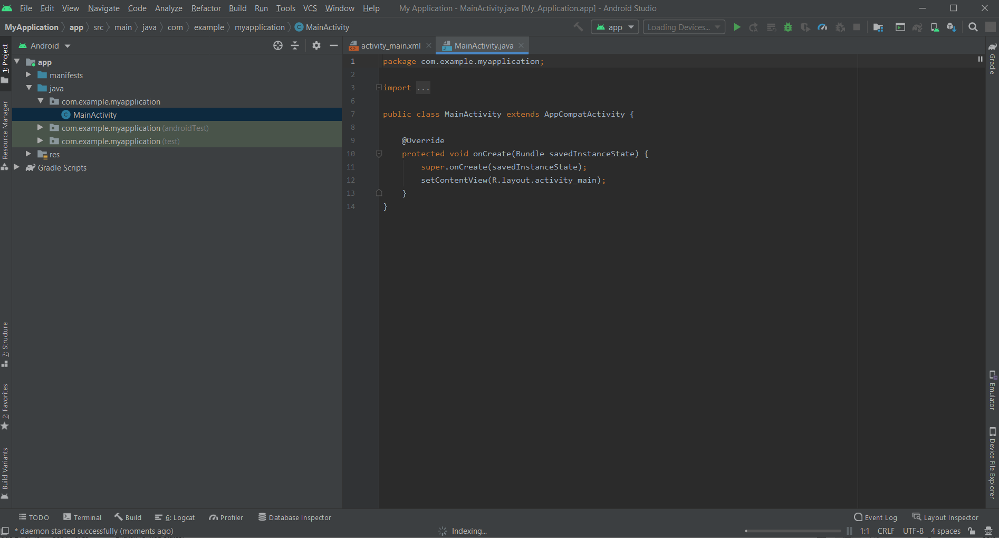 File Edit View Navigate Code Analyze Refactor Build Run Tools VCS Window Help My Application - MainActivity.java [My_Application.app] - Android Studio
MyApplication app src main java com example myapplication C MainActivity app Loading Devices...
Android
activity_main.xml MainActivity.java
app
manifests
java
com.example.myapplication
C MainActivity
com.example.myapplication (androidTest)
com.example.myapplication (test)
res
Gradle Scripts
1 package com.example.myapplication;
2
3 import ...
6
7 public class MainActivity extends AppCompatActivity {
8
9 @Override
10 protected void onCreate(Bundle savedInstanceState) {
11 super.onCreate(savedInstanceState);
12 setContentView(R.layout.activity_main);
13 }
14 }
1: Project
Resource Manager
7: Structure
2: Favorites
Build Variants
Gradle
Emulator
Device File Explorer
TODO Terminal Build 6: Logcat Profiler Database Inspector Event Log Layout Inspector
* daemon started successfully (moments ago) Indexing... 1:1 CRLF UTF-8 4 spaces